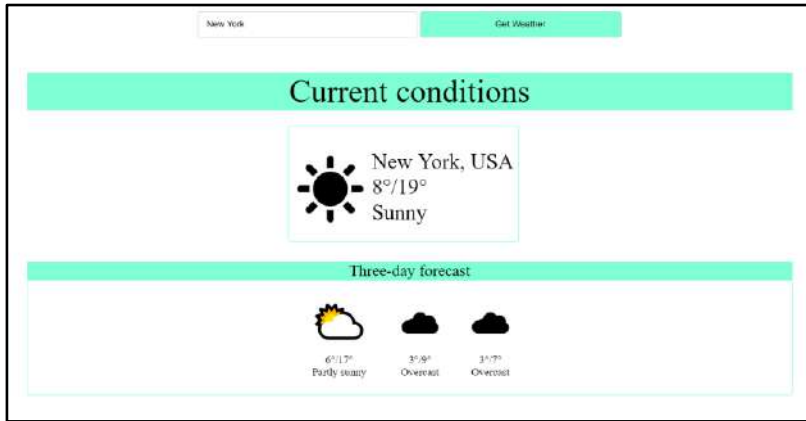 New York
Get Weather
Current conditions
New York, USA
8°/19°
Sunny
Three-day forecast
6°/17°
Partly sunny
3°/9°
Overcast
3°/7°
Overcast